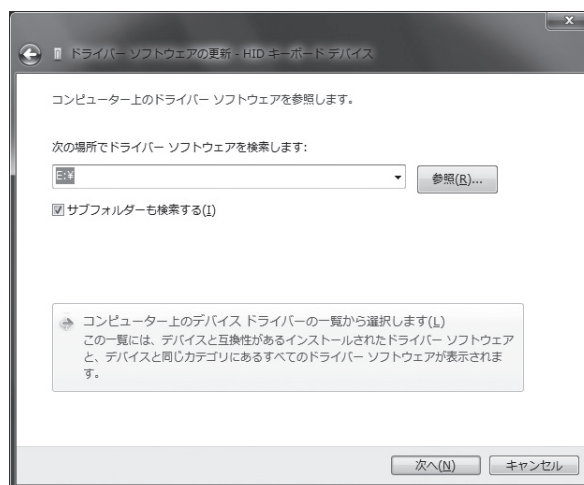 ドライバー ソフトウェアの更新 - HID キーボード デバイス
コンピューター上のドライバー ソフトウェアを参照します。
次の場所でドライバー ソフトウェアを検索します:
E:¥
参照(R)...
サブフォルダーも検索する(I)
コンピューター上のデバイス ドライバーの一覧から選択します(L)
この一覧には、デバイスと互換性があるインストールされたドライバー ソフトウェア
と、デバイスと同じカテゴリにあるすべてのドライバー ソフトウェアが表示されま
す。
次へ(N)
キャンセル